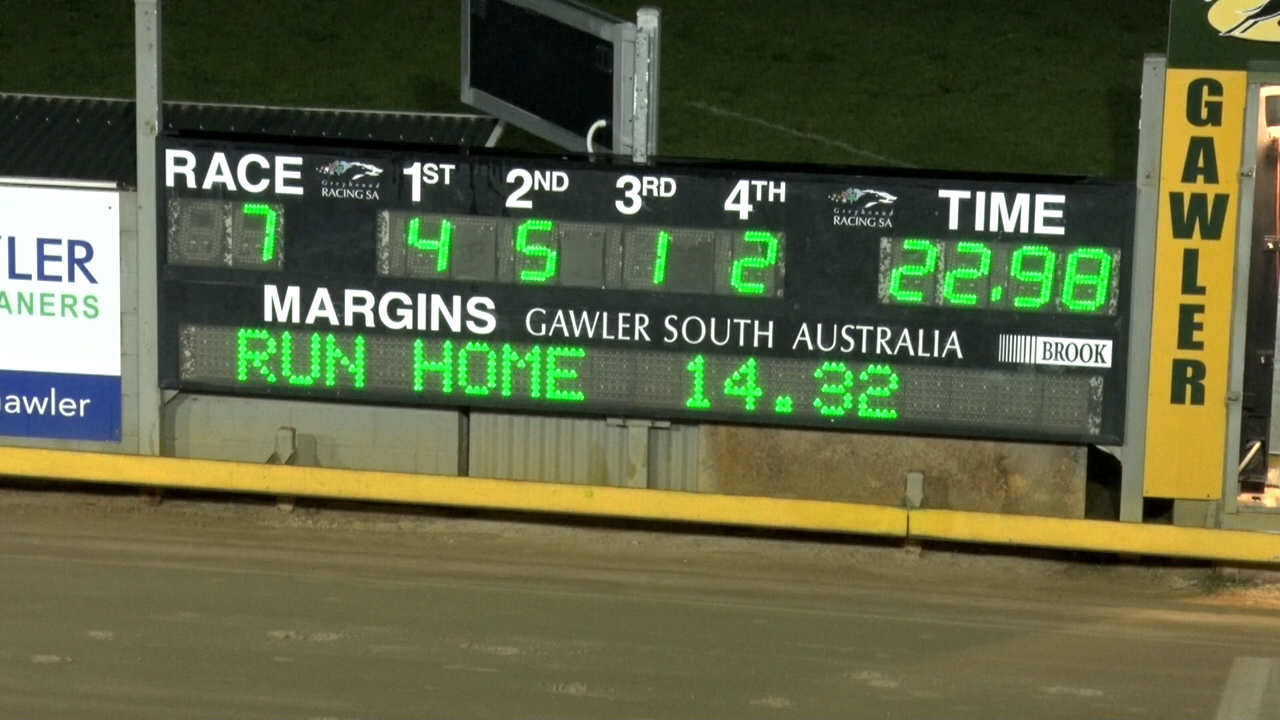 RACE
Greyhound
RACING SA
1ST 2ND 3RD 4TH
Greyhound
RACING SA
TIME
7 4 5 1 2 22.98
MARGINS GAWLER SOUTH AUSTRALIA BROOK
RUN HOME 14.32
LER
ANERS
awler
GAWLER